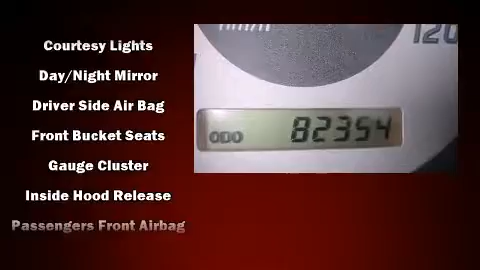 Courtesy Lights
Day/Night Mirror
Driver Side Air Bag
Front Bucket Seats
Gauge Cluster
Inside Hood Release
Passengers Front Airbag
120
ODO 82354